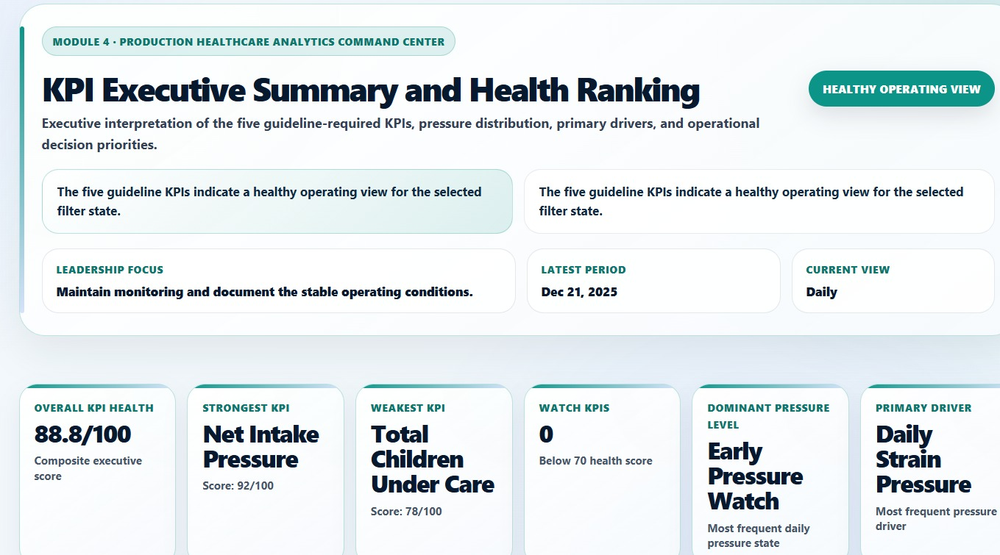 MODULE 4 · PRODUCTION HEALTHCARE ANALYTICS COMMAND CENTER
KPI Executive Summary and Health Ranking
HEALTHY OPERATING VIEW
Executive interpretation of the five guideline-required KPIs, pressure distribution, primary drivers, and operational
decision priorities.
The five guideline KPIs indicate a healthy operating view for the selected
filter state.
The five guideline KPIs indicate a healthy operating view for the selected
filter state.
LEADERSHIP FOCUS
Maintain monitoring and document the stable operating conditions.
LATEST PERIOD
Dec 21, 2025
CURRENT VIEW
Daily
OVERALL KPI HEALTH
88.8/100
Composite executive
score
STRONGEST KPI
Net Intake
Pressure
Score: 92/100
WEAKEST KPI
Total
Children
Under Care
Score: 78/100
WATCH KPIS
0
Below 70 health score
DOMINANT PRESSURE
LEVEL
Early
Pressure
Watch
Most frequent daily
pressure state
PRIMARY DRIVER
Daily
Strain
Pressure
Most frequent pressure
driver